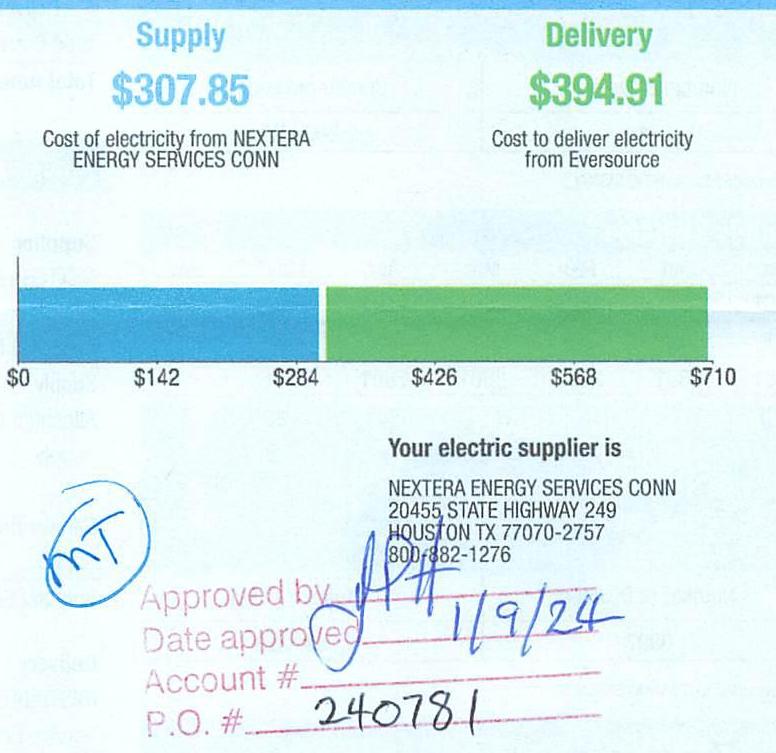 Supply
$307.85
Cost of electricity from NEXTERA
ENERGY SERVICES CONN
Delivery
$394.91
Cost to deliver electricity
from Eversource
$0 $142 $284 $426 $568 $710
Your electric supplier is
NEXTERA ENERGY SERVICES CONN
20455 STATE HIGHWAY 249
HOUSTON TX 77070-2757
800-882-1276
MT
Approved by
Date approved 1/9/24
Account #
P.O. # 240781